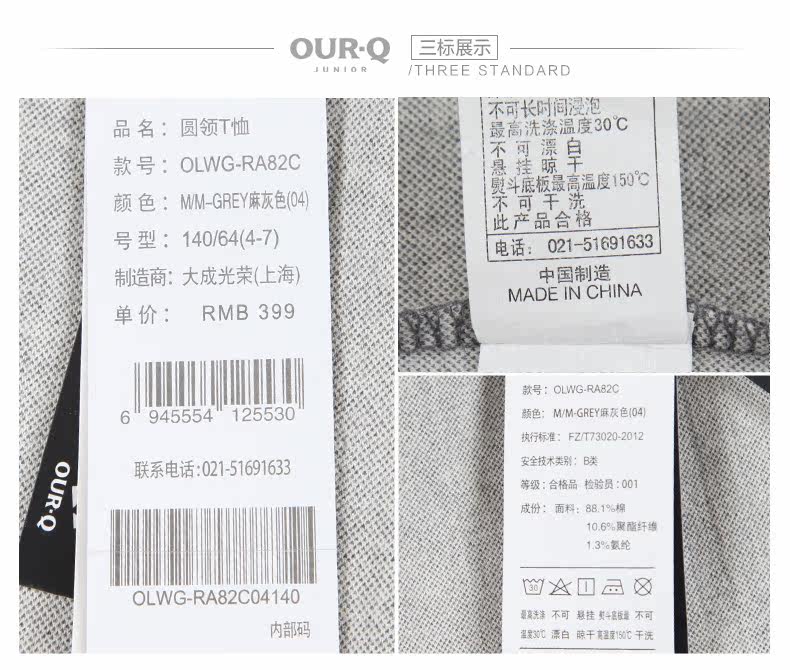 OUR·Q
JUNIOR
三标展示
/THREE STANDARD
品 名：圆领T恤
款 号：OLWG-RA82C
颜 色：M/M-GREY麻灰色(04)
号 型：140/64(4-7)
制造商：大成光荣(上海)
单 价： RMB 399
6 945554 125530
联系电话:021-51691633
OLWG-RA82C04140
内部码
OUR·Q
不可长时间浸泡
最高洗涤温度30℃
不可漂白
悬挂晾干
熨斗底板最高温度150℃
不可干洗
此产品合格
电话：021-51691633
中国制造
MADE IN CHINA
款号：OLWG-RA82C
颜色：M/M-GREY麻灰色(04)
执行标准：FZ/T73020-2012
安全技术类别：B类
等级:合格品 检验员:001
成份：面料：88.1%棉
10.6%聚酯纤维
1.3%氨纶
30
最高洗涤 不可 悬挂 熨斗底板最 不可
温度30℃ 漂白 晾干 高温度150℃ 干洗